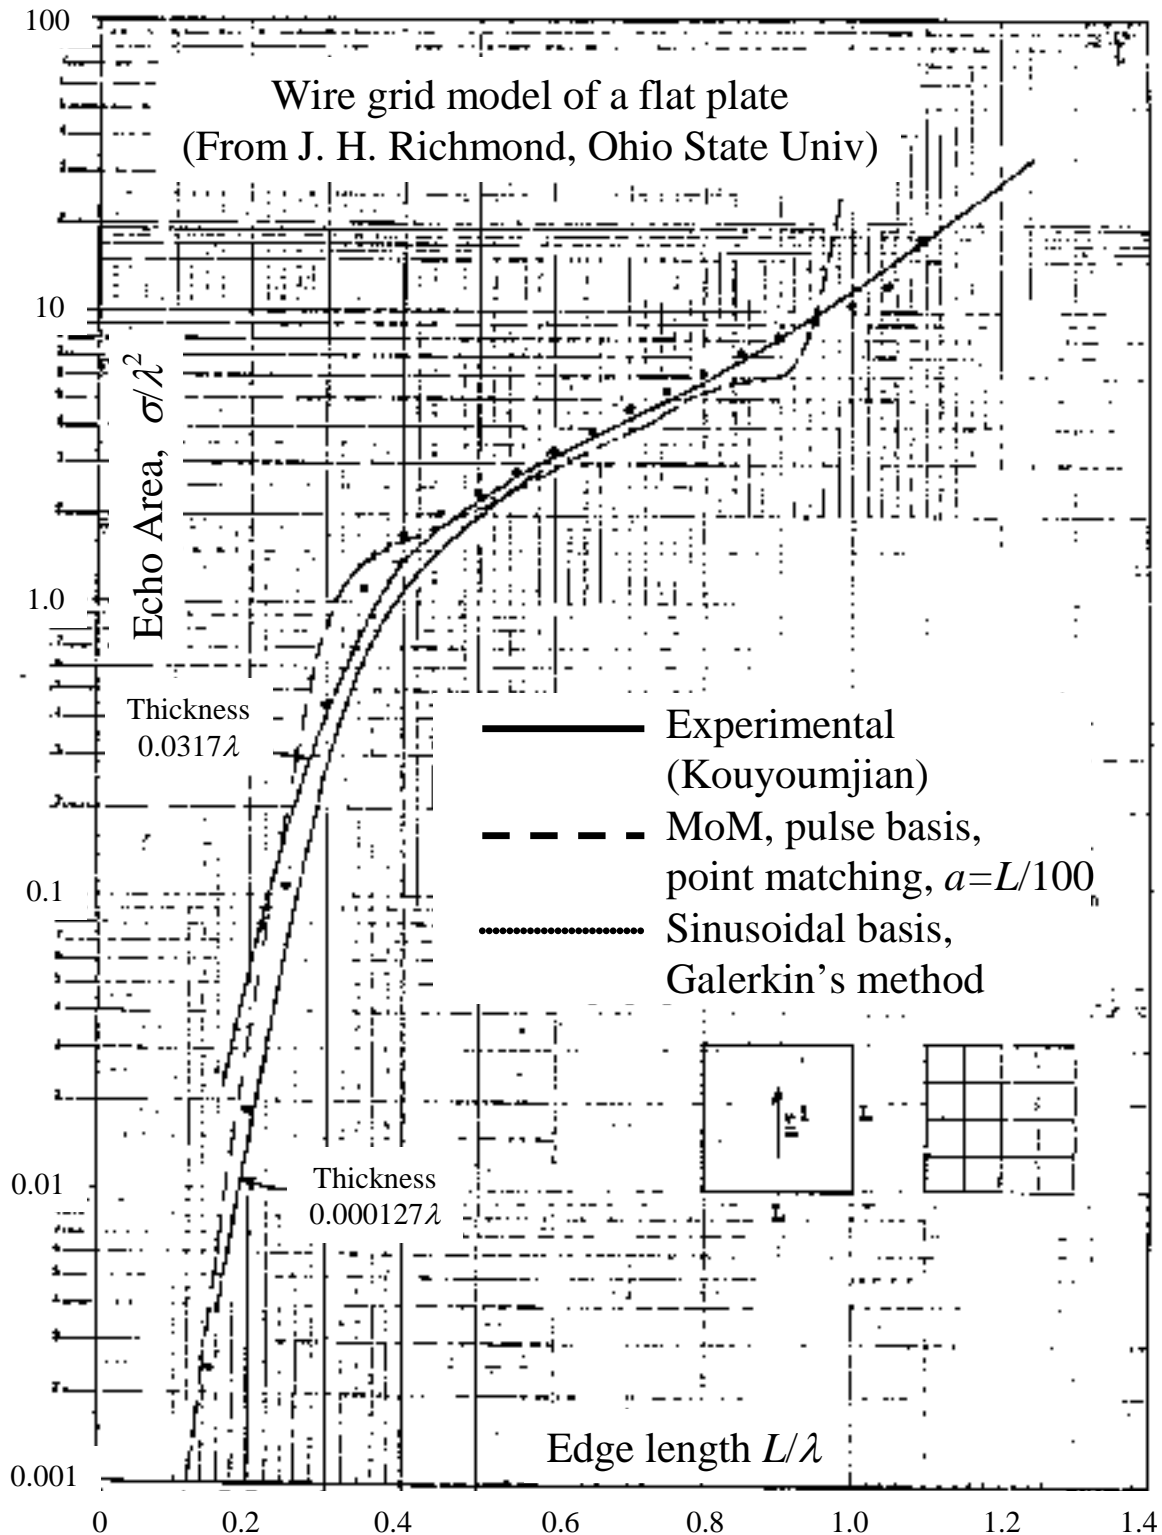 100
Wire grid model of a flat plate
(From J. H. Richmond, Ohio State Univ)
10
Echo Area, σ/λ²
1.0
Thickness
0.0317λ
Experimental
(Kouyoumjian)
MoM, pulse basis,
point matching, a=L/100
Sinusoidal basis,
Galerkin's method
0.1
0.01
Thickness
0.000127λ
L
L
Edge length L/λ
0.001
0 0.2 0.4 0.6 0.8 1.0 1.2 1.4